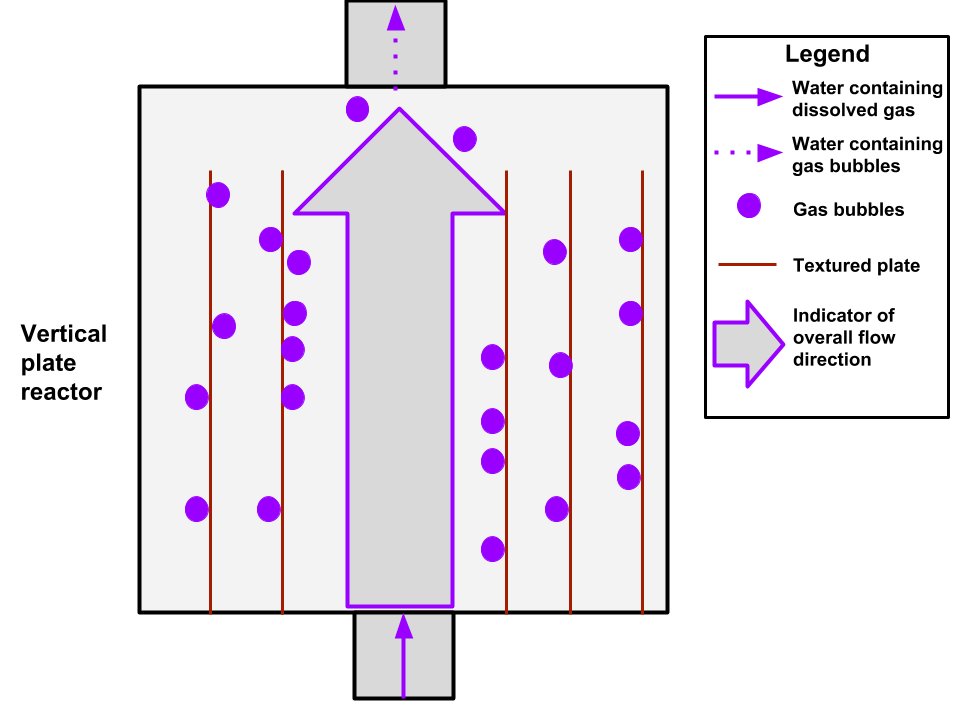 Vertical
plate
reactor
Legend
Water containing
dissolved gas
Water containing
gas bubbles
Gas bubbles
Textured plate
Indicator of
overall flow
direction